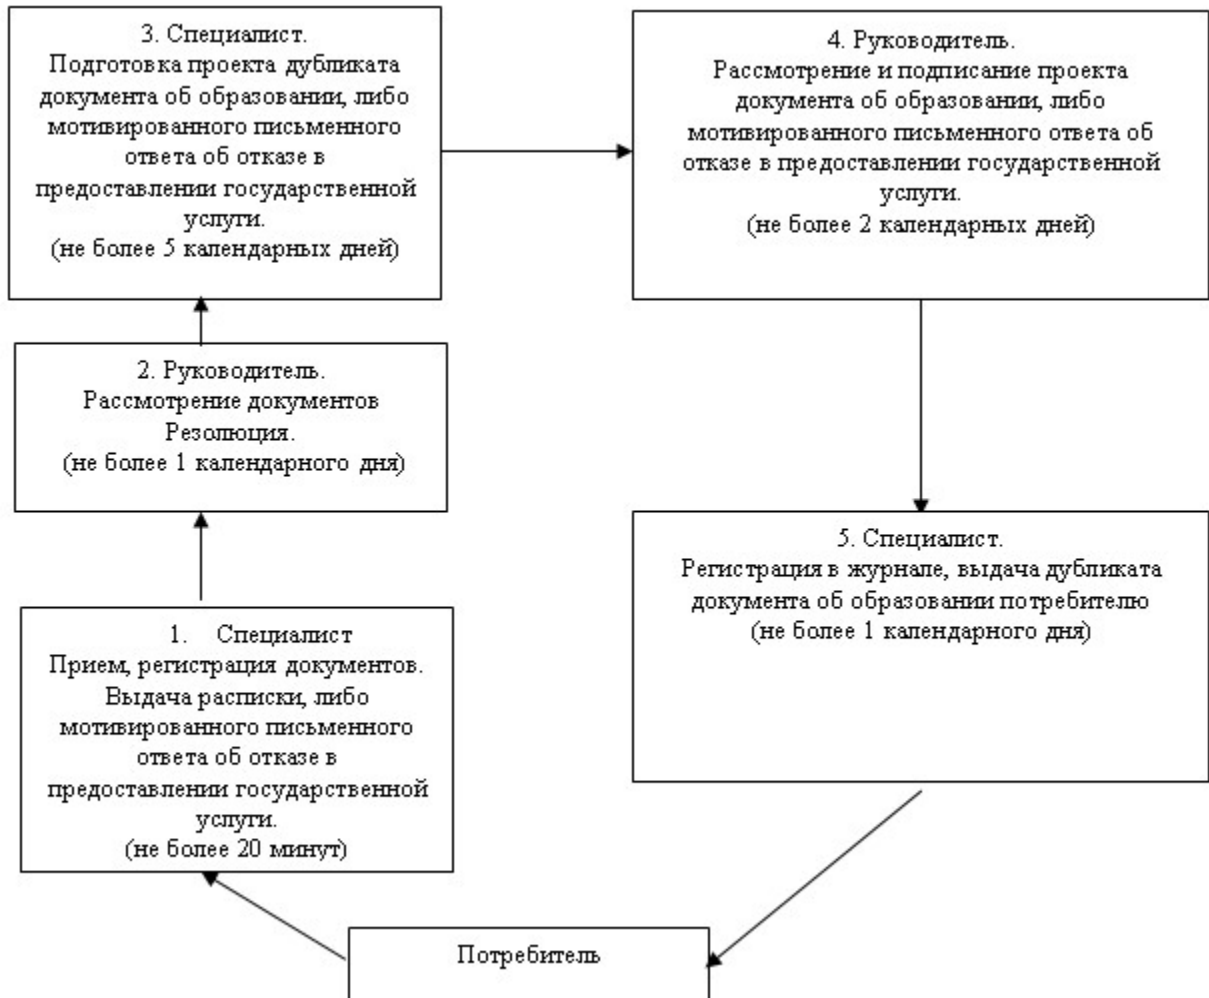 3. Специалист.
Подготовка проекта дубликата
документа об образовании, либо
мотивированного письменного
ответа об отказе в
предоставлении государственной
услуги.
(не более 5 календарных дней)
4. Руководитель.
Рассмотрение и подписание проекта
документа об образовании, либо
мотивированного письменного ответа об
отказе в предоставлении государственной
услуги.
(не более 2 календарных дней)
2. Руководитель.
Рассмотрение документов
Резолюция.
(не более 1 календарного дня)
5. Специалист.
Регистрация в журнале, выдача дубликата
документа об образовании потребителю
(не более 1 календарного дня)
1. Специалист
Прием, регистрация документов.
Выдача расписки, либо
мотивированного письменного
ответа об отказе в
предоставлении государственной
услуги.
(не более 20 минут)
Потребитель